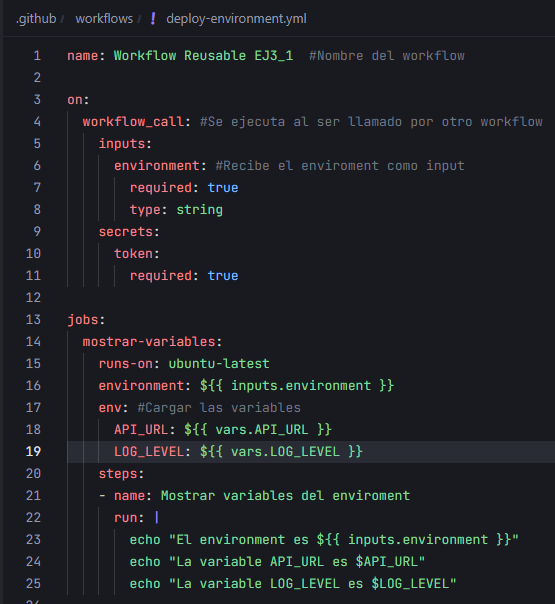 .github / workflows / ! deploy-environment.yml
1 name: Workflow Reusable EJ3_1 #Nombre del workflow
2
3 on:
4 workflow_call: #Se ejecuta al ser llamado por otro workflow
5 inputs:
6 environment: #Recibe el enviroment como input
7 required: true
8 type: string
9 secrets:
10 token:
11 required: true
12
13 jobs:
14 mostrar-variables:
15 runs-on: ubuntu-latest
16 environment: ${{ inputs.environment }}
17 env: #Cargar las variables
18 API_URL: ${{ vars.API_URL }}
19 LOG_LEVEL: ${{ vars.LOG_LEVEL }}
20 steps:
21 - name: Mostrar variables del enviroment
22 run: |
23 echo "El environment es ${{ inputs.environment }}"
24 echo "La variable API_URL es $API_URL"
25 echo "La variable LOG_LEVEL es $LOG_LEVEL"